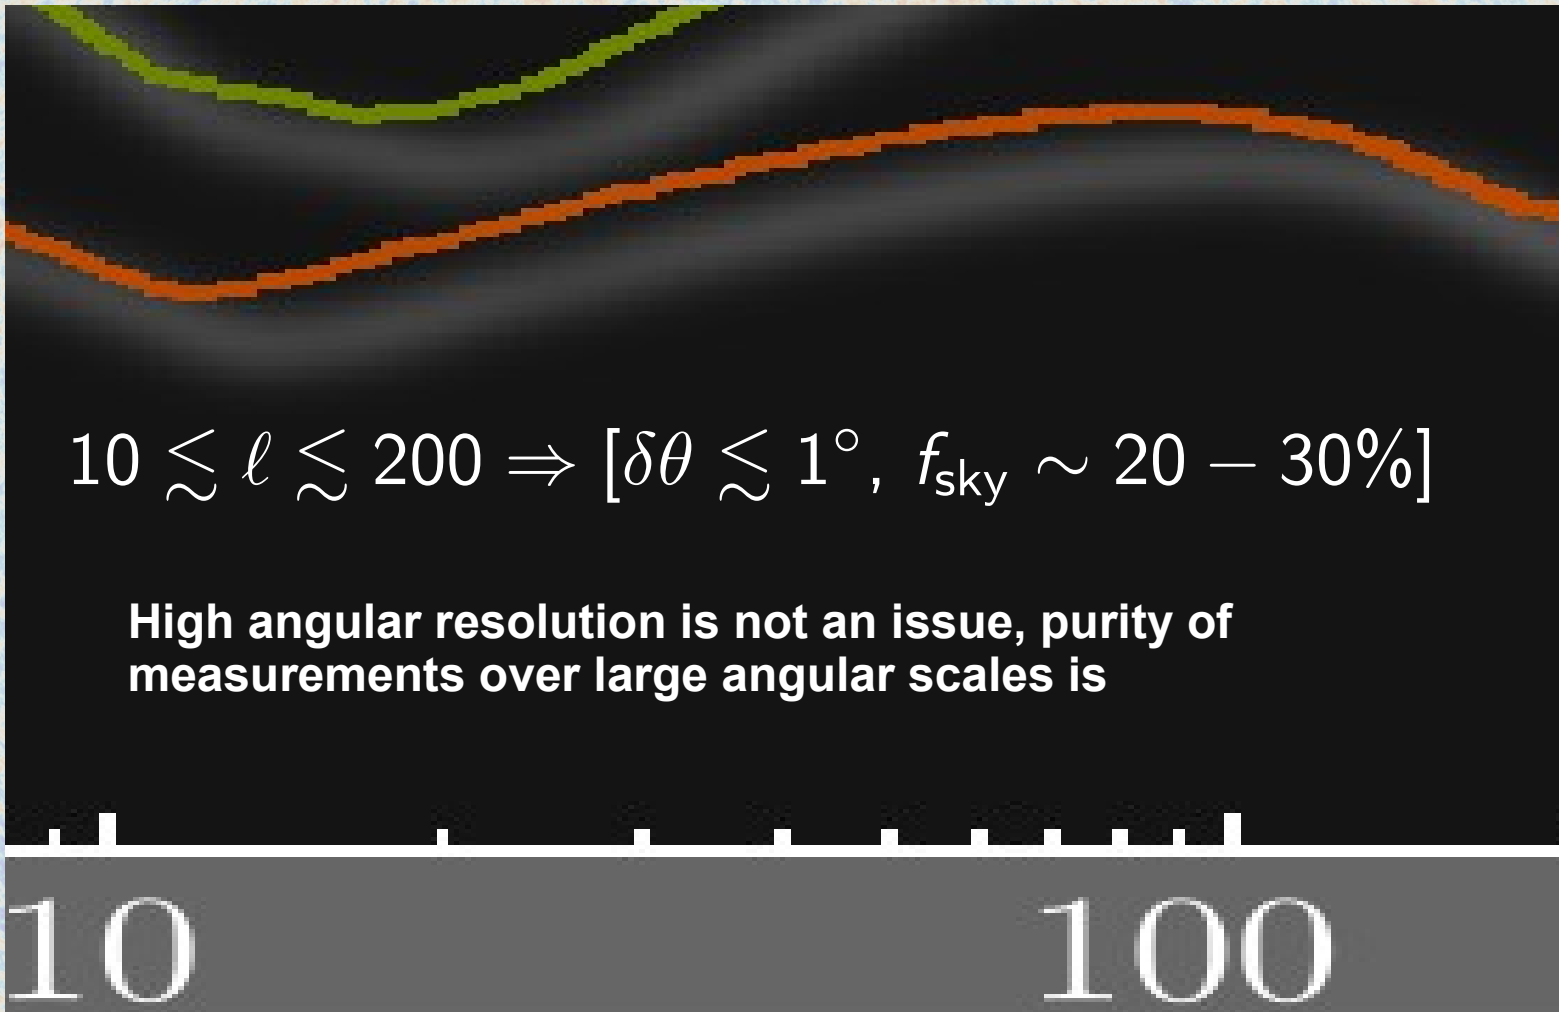 10 ≲ ℓ ≲ 200 ⇒ [δθ ≲ 1°, f_sky ∼ 20 − 30%]
High angular resolution is not an issue, purity of
measurements over large angular scales is
10 100